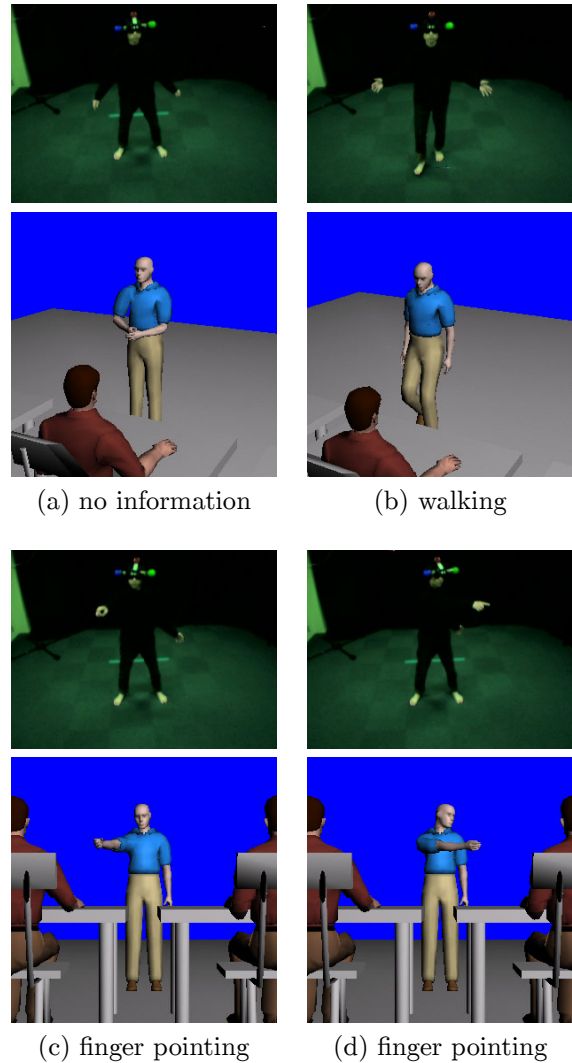 (a) no information
(b) walking
(c) finger pointing
(d) finger pointing